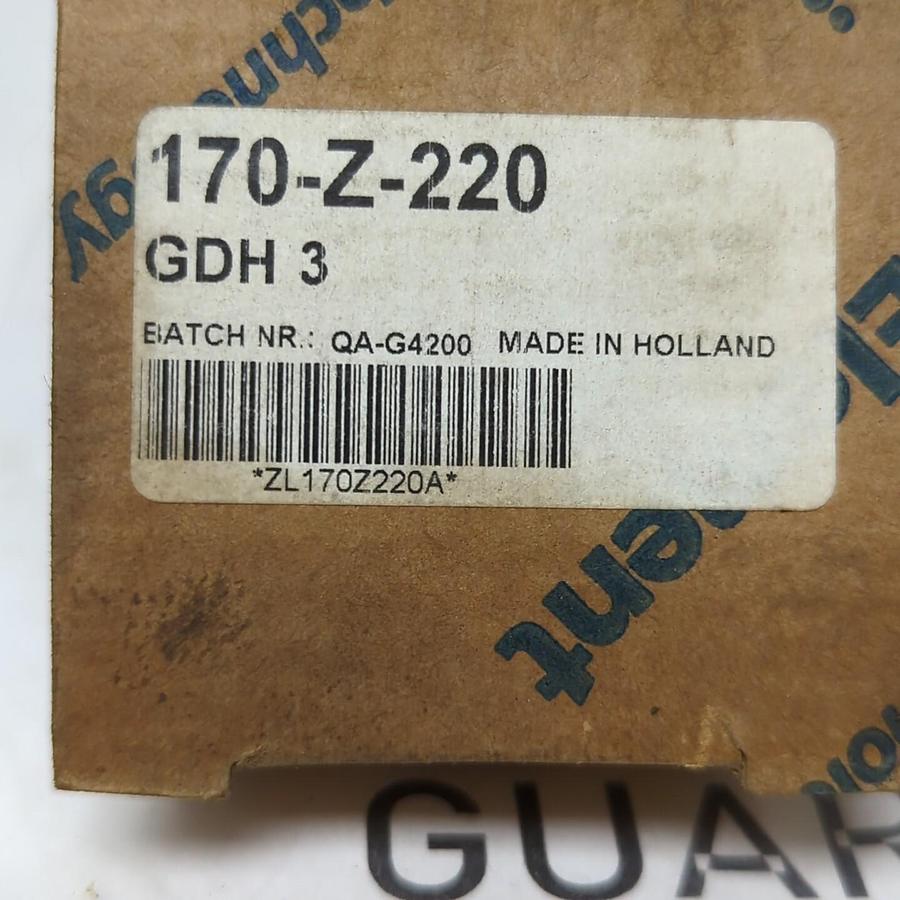 170-Z-220
GDH 3
BATCH NR.: QA-G4200 MADE IN HOLLAND
*ZL170Z220A*
GUAR